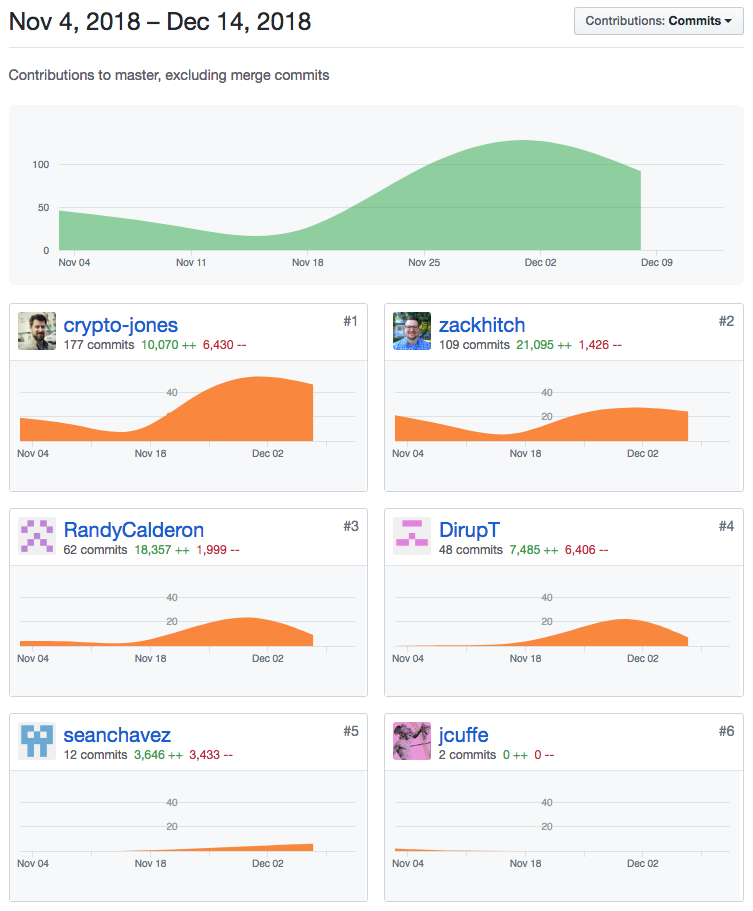 Nov 4, 2018 – Dec 14, 2018
Contributions: Commits
Contributions to master, excluding merge commits
100
50
0
Nov 04 Nov 11 Nov 18 Nov 25 Dec 02 Dec 09
crypto-jones #1
177 commits 10,070 ++ 6,430 --
40
Nov 04 Nov 18 Dec 02
zackhitch #2
109 commits 21,095 ++ 1,426 --
40
20
Nov 04 Nov 18 Dec 02
RandyCalderon #3
62 commits 18,357 ++ 1,999 --
40
20
Nov 04 Nov 18 Dec 02
DirupT #4
48 commits 7,485 ++ 6,406 --
40
20
Nov 04 Nov 18 Dec 02
seanchavez #5
12 commits 3,646 ++ 3,433 --
40
20
Nov 04 Nov 18 Dec 02
jcuffe #6
2 commits 0 ++ 0 --
40
20
Nov 04 Nov 18 Dec 02